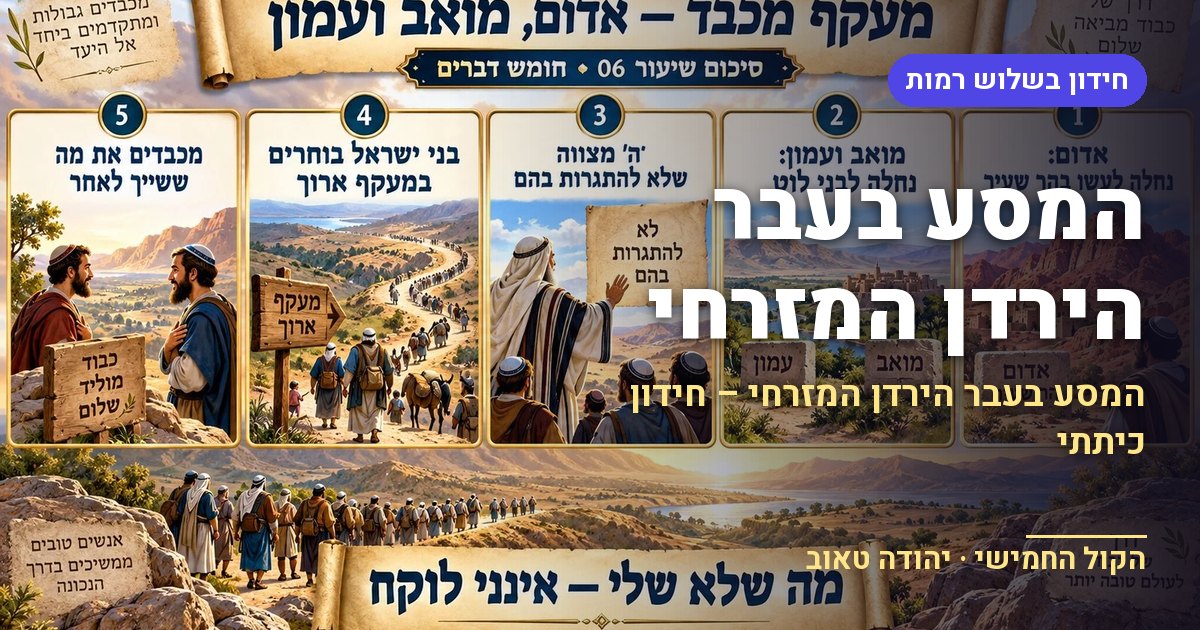 מכבדים גבולות
ומתקדמים ביחד
אל היעד
מעקף מכבד – אדום, מואב ועמון
סיכום שיעור 06 • חומש דברים
דרך של
כבוד מביאה
שלום
חידון בשלוש רמות
1
אדום:
נחלה לעשו בהר שעיר
2
מואב ועמון:
נחלה לבני לוט
3
ה' מצווה
שלא להתגרות בהם
4
בני ישראל בוחרים
במעקף ארוך
5
מכבדים את מה
ששייך לאחר
המסע בעבר
הירדן המזרחי
המסע בעבר הירדן המזרחי – חידון
כיתתי
הקול החמישי · יהודה טאוב
אדום
מואב
עמון
לא
להתגרות
בהם
מעקף
ארוך
כבוד
מוליד
שלום
אנשים טובים
ממשיכים בדרך
הנכונה
מה שלא שלי – אינני לוקח
לעולם טובה יותר